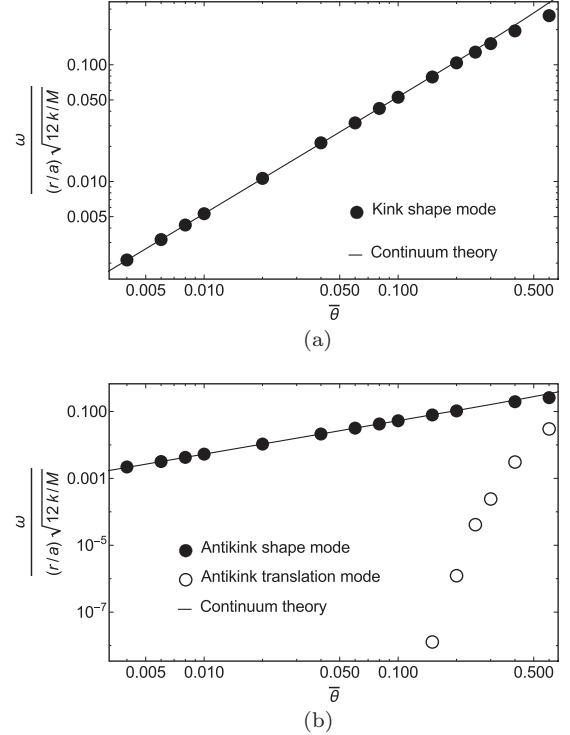 0.100
0.050
0.010
0.005
ω
(r/a) √12 k/M
Kink shape mode
Continuum theory
0.005 0.010 0.050 0.100 0.500
θ̅
(a)
0.100
0.001
10⁻⁵
10⁻⁷
ω
(r/a) √12 k/M
Antikink shape mode
Antikink translation mode
Continuum theory
0.005 0.010 0.050 0.100 0.500
θ̅
(b)